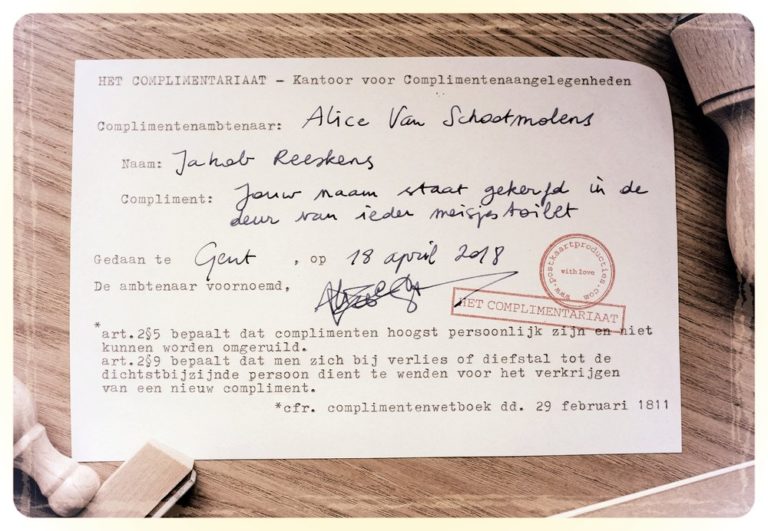 HET COMPLIMENTARIAAT – Kantoor voor Complimentenaangelegenheden
Complimentenambtenaar: Alice Van Schootmolens
Naam: Jakob Reeskens
Compliment: Jouw naam staat gekerfd in de
deur van ieder meisjestoilet
Gedaan te Gent , op 18 april 2018
De ambtenaar voornoemd,
www.postkaartproducties.com
with love
HET COMPLIMENTARIAAT
*art.2§5 bepaalt dat complimenten hoogst persoonlijk zijn en niet
kunnen worden omgeruild.
art.2§9 bepaalt dat men zich bij verlies of diefstal tot de
dichtstbijzijnde persoon dient te wenden voor het verkrijgen
van een nieuw compliment.
*cfr. complimentenwetboek dd. 29 februari 1811